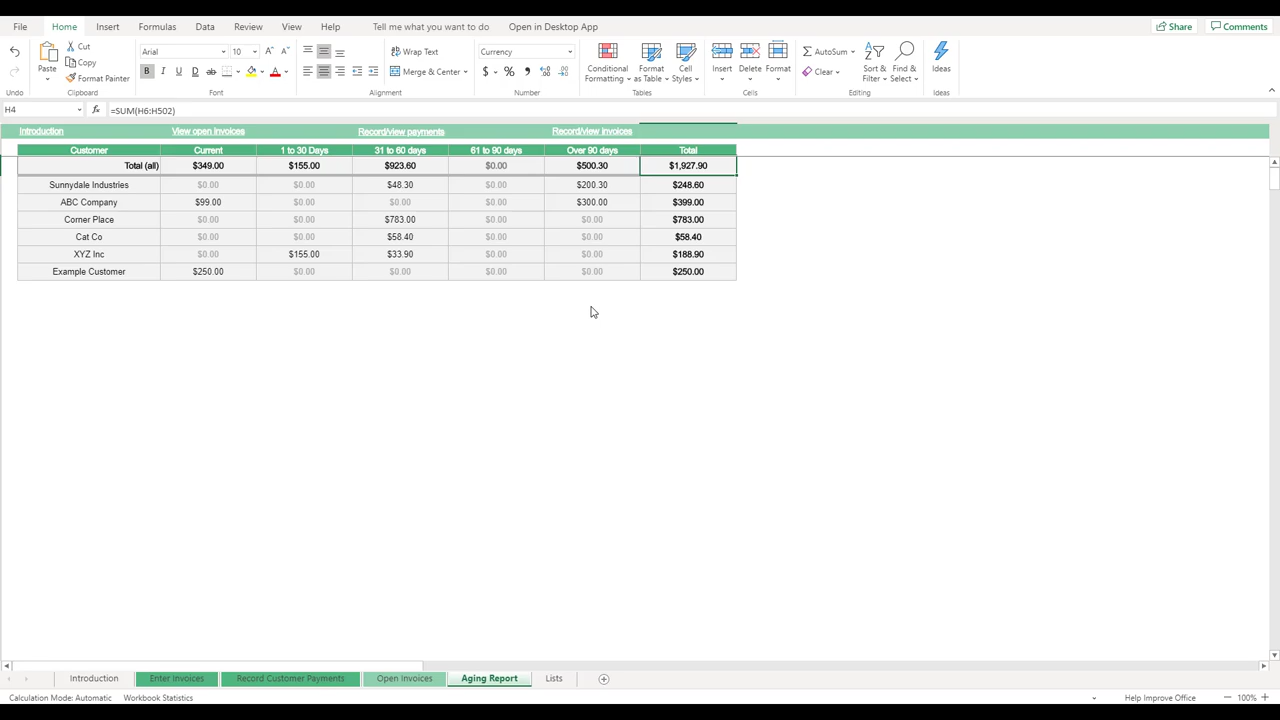 File Home Insert Formulas Data Review View Help Tell me what you want to do Open in Desktop App Share Comments
Cut Arial 10 Wrap Text Currency AutoSum
Copy
Paste Format Painter Merge & Center $ % Conditional Formatting Format as Table Cell Styles Insert Delete Format Clear Sort & Filter Find & Select Ideas
Undo Clipboard Font Alignment Number Tables Cells Editing Ideas
H4 fx =SUM(H6:H502)
Introduction View open invoices Record/view payments Record/view invoices
Customer Current 1 to 30 Days 31 to 60 days 61 to 90 days Over 90 days Total
Total (all) $349.00 $155.00 $923.60 $0.00 $500.30 $1,927.90
Sunnydale Industries $0.00 $0.00 $48.30 $0.00 $200.30 $248.60
ABC Company $99.00 $0.00 $0.00 $0.00 $300.00 $399.00
Corner Place $0.00 $0.00 $783.00 $0.00 $0.00 $783.00
Cat Co $0.00 $0.00 $58.40 $0.00 $0.00 $58.40
XYZ Inc $0.00 $155.00 $33.90 $0.00 $0.00 $188.90
Example Customer $250.00 $0.00 $0.00 $0.00 $0.00 $250.00
Introduction Enter Invoices Record Customer Payments Open Invoices Aging Report Lists
Calculation Mode: Automatic Workbook Statistics Help Improve Office 100%